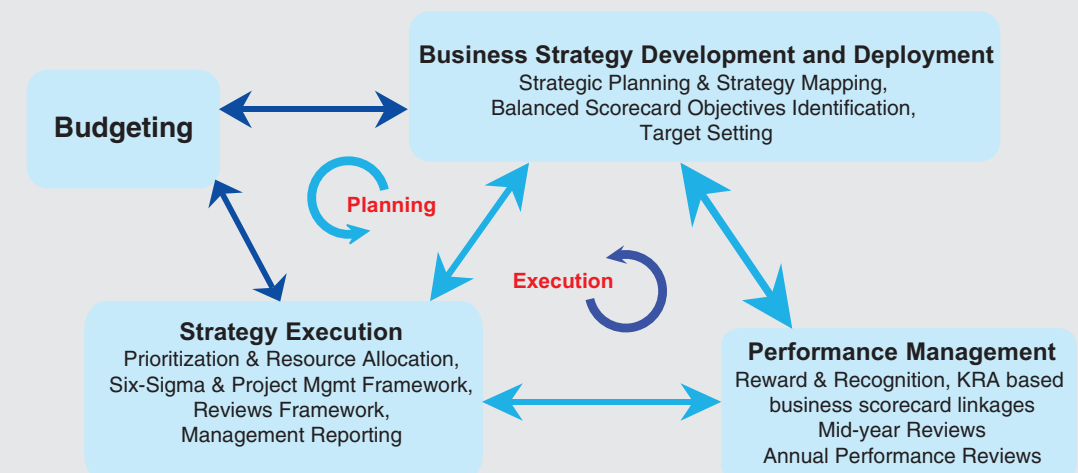 Business Strategy Development and Deployment
Strategic Planning & Strategy Mapping,
Balanced Scorecard Objectives Identification,
Target Setting
Budgeting
Planning
Execution
Strategy Execution
Prioritization & Resource Allocation,
Six-Sigma & Project Mgmt Framework,
Reviews Framework,
Management Reporting
Performance Management
Reward & Recognition, KRA based
business scorecard linkages
Mid-year Reviews
Annual Performance Reviews